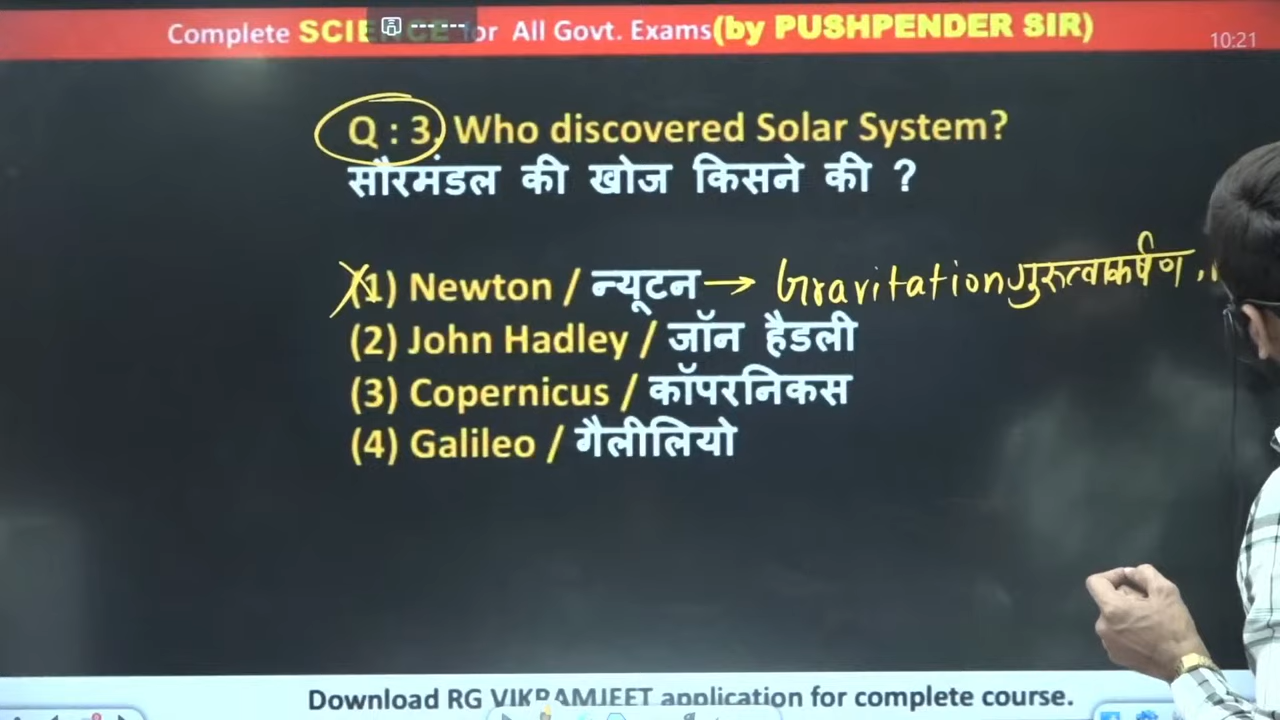 Complete SCIENCE for All Govt. Exams(by PUSHPENDER SIR)
10:21
Q : 3. Who discovered Solar System?
सौरमंडल की खोज किसने की ?
(1) Newton / न्यूटन → Gravitation गुरुत्वाकर्षण,
(2) John Hadley / जॉन हैडली
(3) Copernicus / कॉपरनिकस
(4) Galileo / गैलीलियो
Download RG VIKRAMJEET application for complete course.